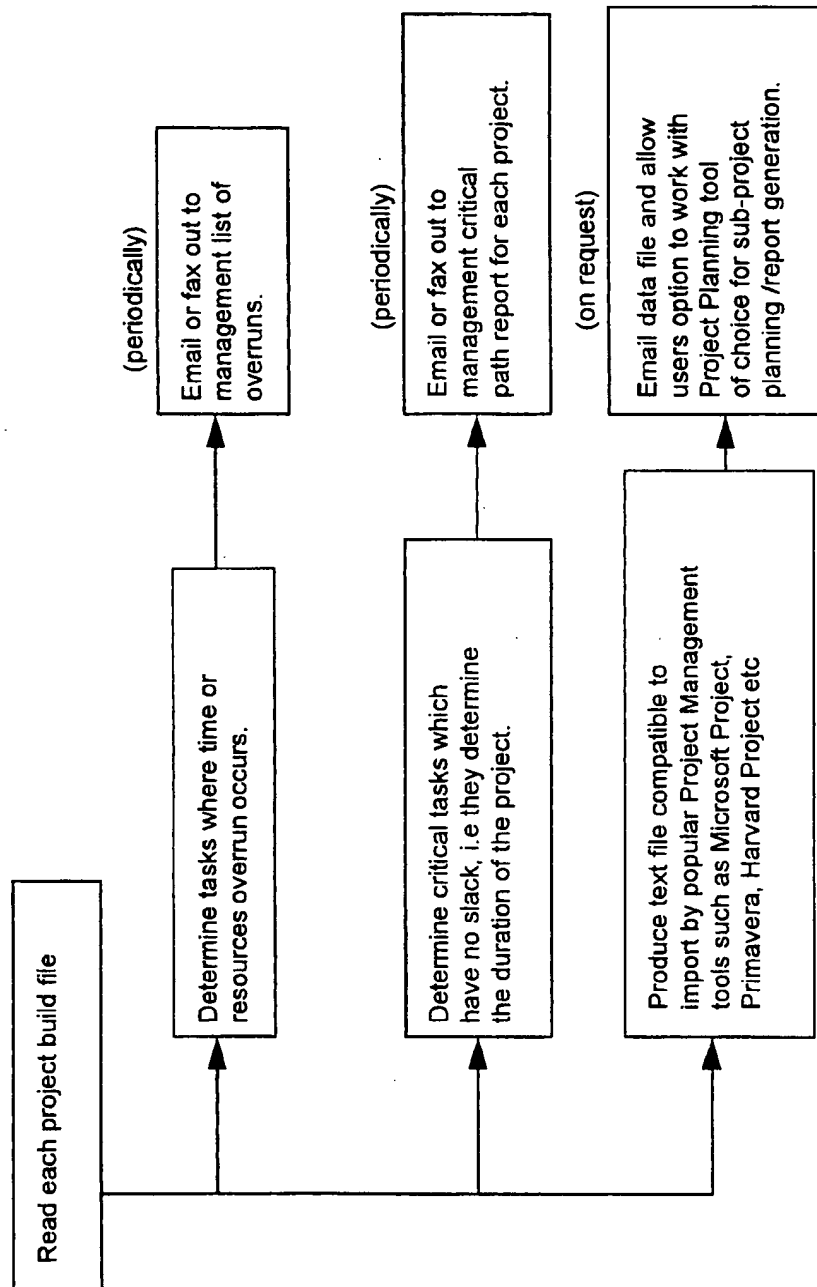 Read each project build file
Determine tasks where time or
resources overrun occurs.
(periodically)
Email or fax out to
management list of
overruns.
Determine critical tasks which
have no slack, i.e they determine
the duration of the project.
(periodically)
Email or fax out to
management critical
path report for each project.
Produce text file compatible to
import by popular Project Management
tools such as Microsoft Project,
Primavera, Harvard Project etc
(on request)
Email data file and allow
users option to work with
Project Planning tool
of choice for sub-project
planning /report generation.